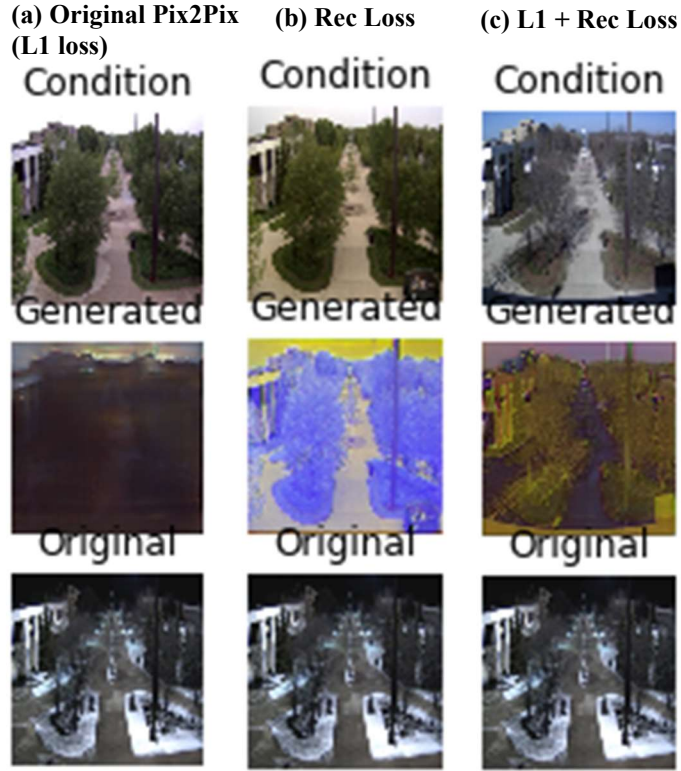 (a) Original Pix2Pix (b) Rec Loss (c) L1 + Rec Loss
(L1 loss)
Condition Condition Condition
Generated Generated Generated
Original Original Original